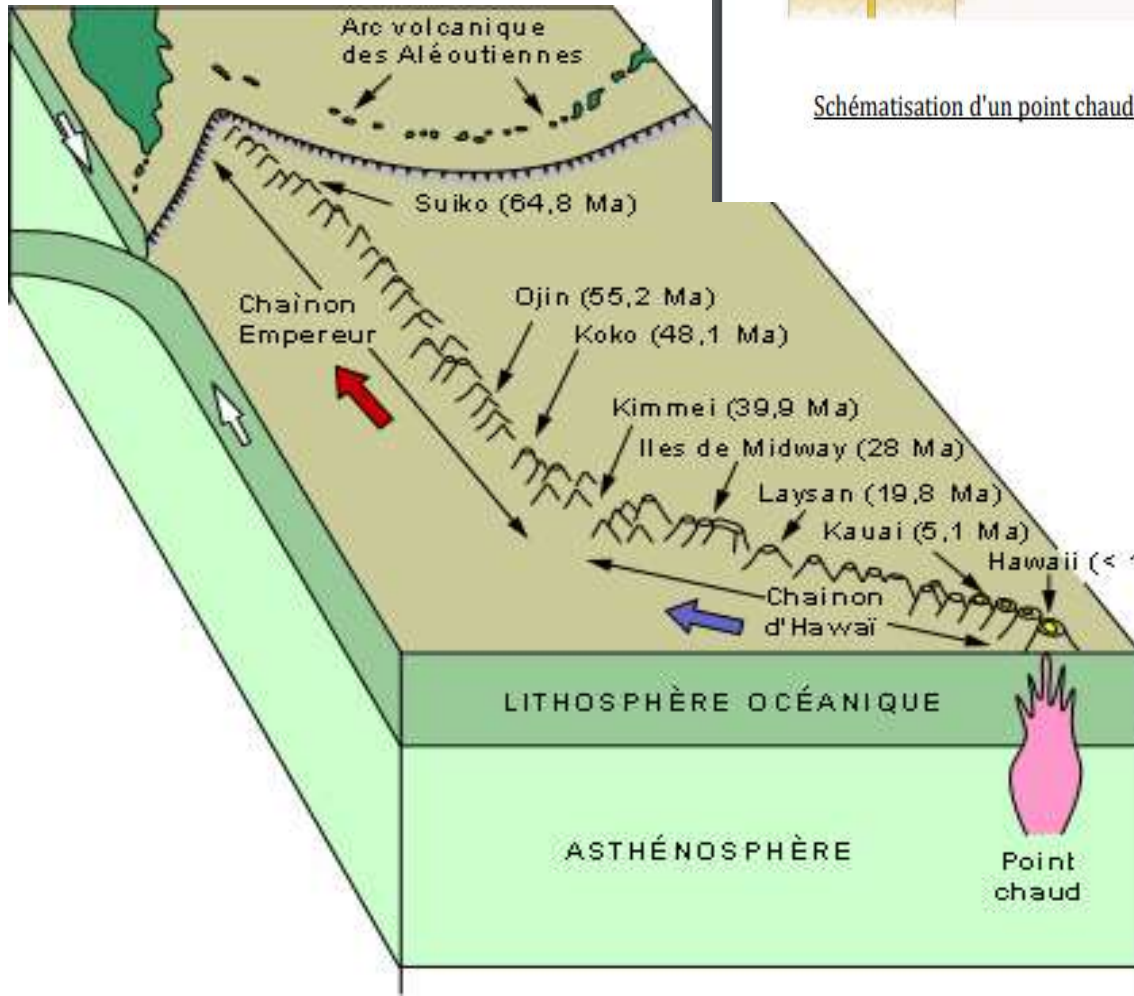 Arc volcanique
des Aléoutiennes
Schématisation d'un point chaud
Suiko (64,8 Ma)
Chaînon
Empereur
Ojin (55,2 Ma)
Koko (48,1 Ma)
Kimmei (39,9 Ma)
Iles de Midway (28 Ma)
Laysan (19,8 Ma)
Kauai (5,1 Ma)
Hawaii (<
Chaînon
d'Hawaï
LITHOSPHÈRE OCÉANIQUE
ASTHÉNOSPHÈRE
Point
chaud